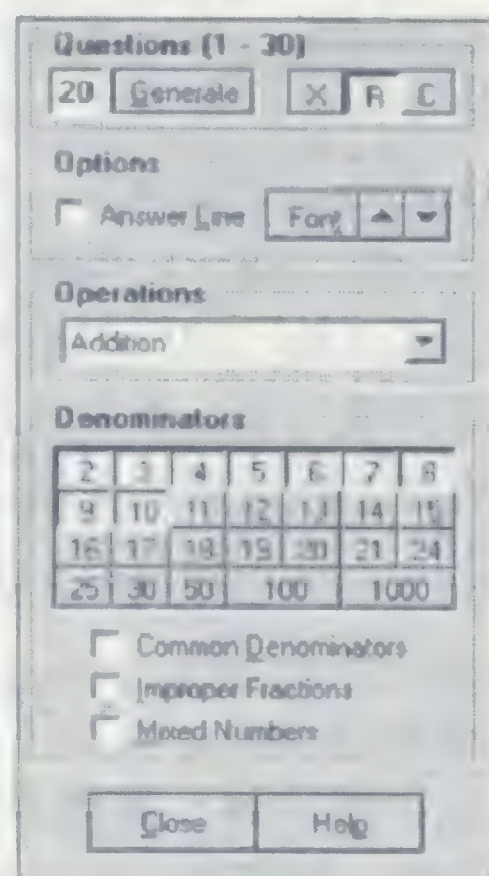 Questions (1 - 30)
20 Generate X R C
Options
Answer Line Font
Operations
Addition
Denominators
2 3 4 5 6 7 8
9 10 11 12 13 14 15
16 17 18 19 20 21 24
25 30 50 100 1000
Common Denominators
Improper Fractions
Mixed Numbers
Close Help